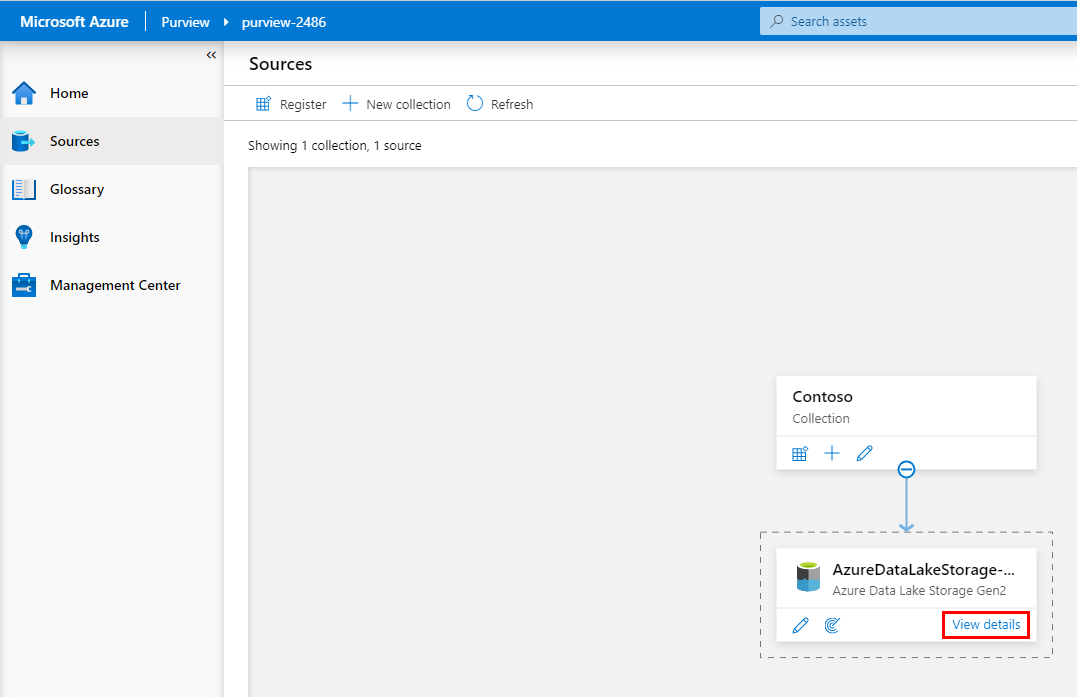 Microsoft Azure Purview purview-2486 Search assets
«
Home
Sources
Glossary
Insights
Management Center
Sources
Register New collection Refresh
Showing 1 collection, 1 source
Contoso
Collection
AzureDataLakeStorage-...
Azure Data Lake Storage Gen2
View details